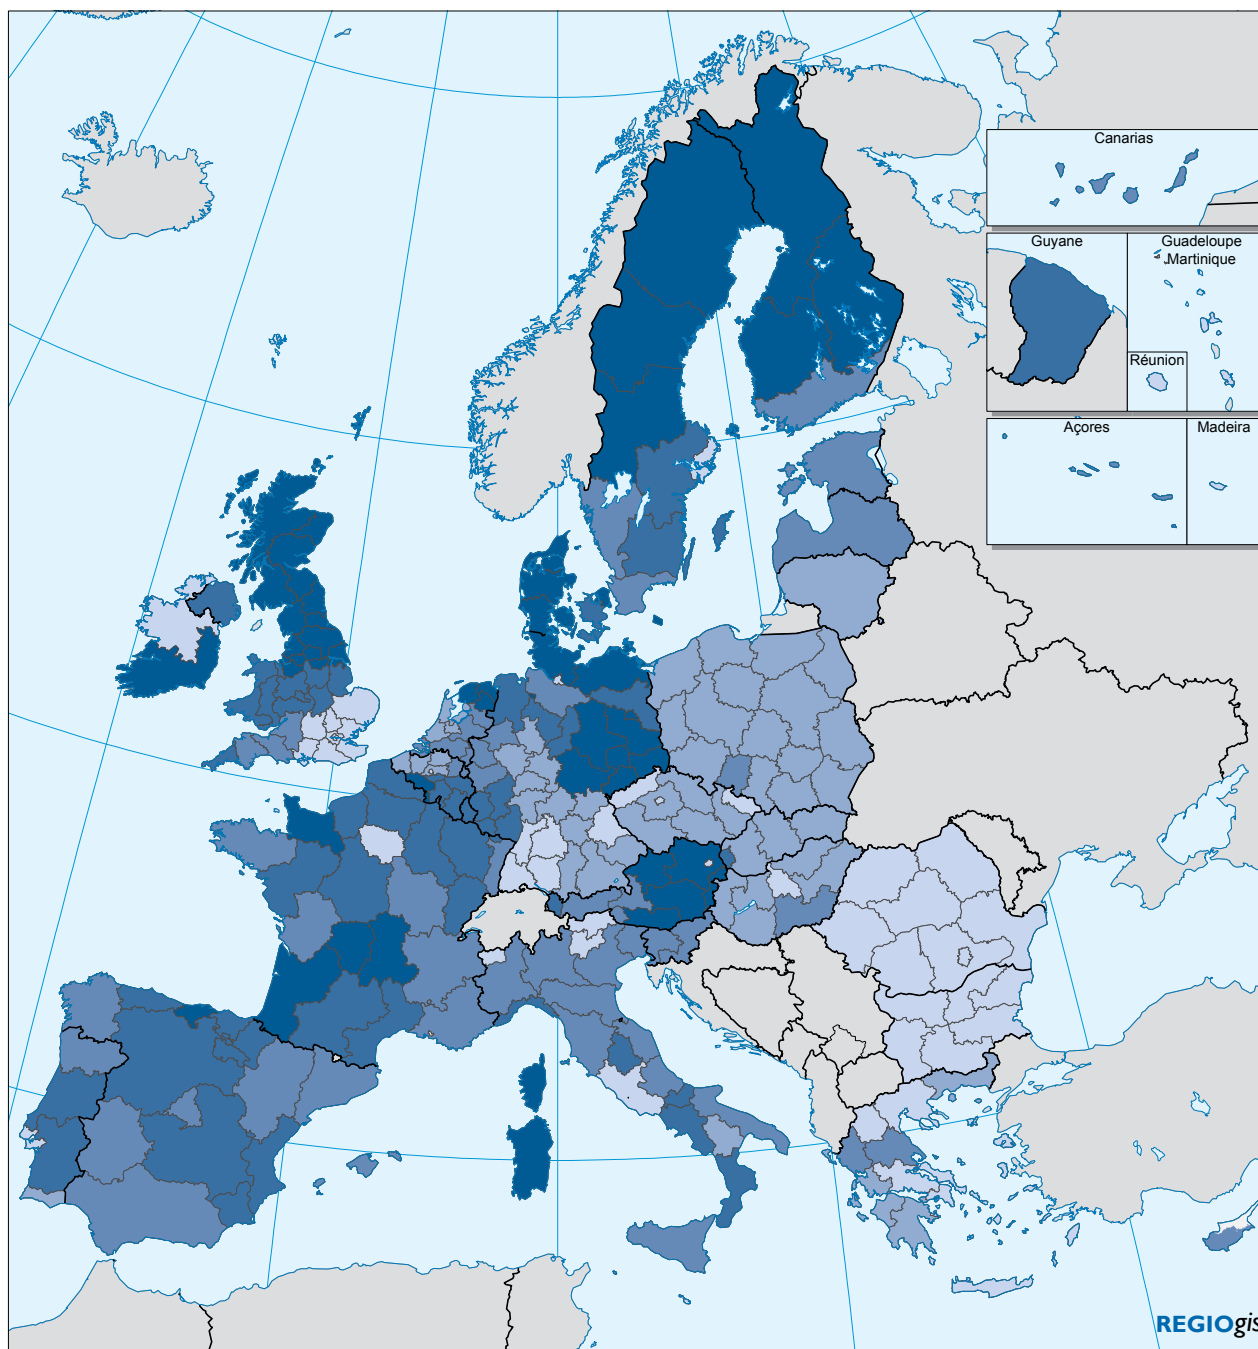 Canarias
Guyane
Guadeloupe
Martinique
Réunion
Açores
Madeira
REGIOgis